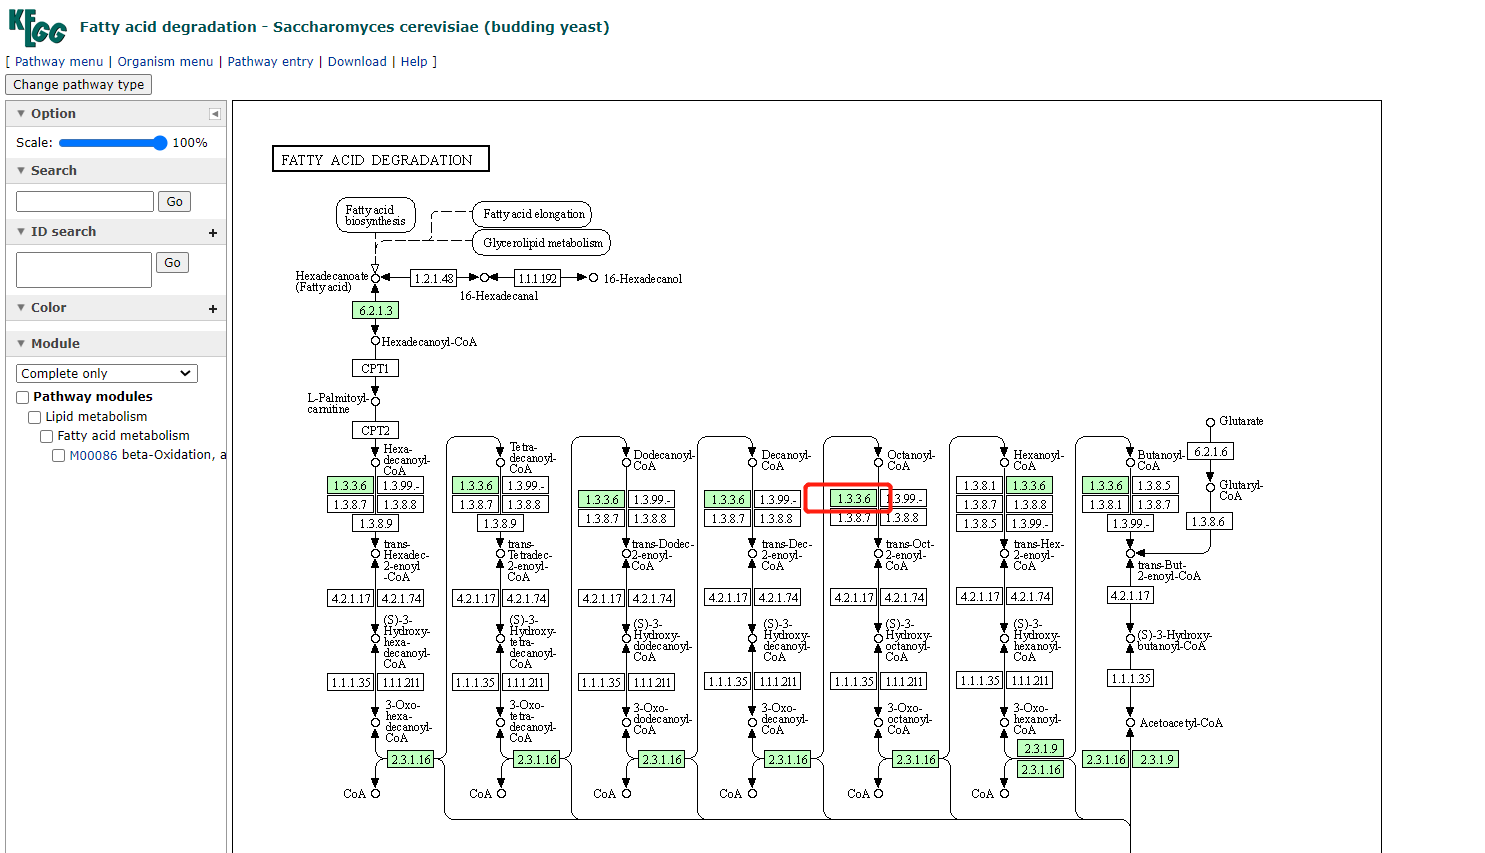 KEGG
Fatty acid degradation - Saccharomyces cerevisiae (budding yeast)
[ Pathway menu | Organism menu | Pathway entry | Download | Help ]
Change pathway type
Option
Scale: 100%
Search
Go
ID search +
Go
Color +
Module
Complete only
Pathway modules
Lipid metabolism
Fatty acid metabolism
M00086 beta-Oxidation, a
FATTY ACID DEGRADATION
Fatty acid
biosynthesis
Fatty acid elongation
Glycerolipid metabolism
Hexadecanoate
(Fatty acid)
1.2.1.48
16-Hexadecanal
1.1.1.192
16-Hexadecanol
6.2.1.3
Hexadecanoyl-CoA
CPT1
L-Palmitoyl-
carnitine
CPT2
Glutarate
6.2.1.6
Glutaryl-
CoA
1.3.8.6
Hexa-
decanoyl-
CoA
1.3.3.6 1.3.99.-
1.3.8.7 1.3.8.8
1.3.8.9
trans-
Hexadec-
2-enoyl
-CoA
4.2.1.17 4.2.1.74
(S)-3-
Hydroxy-
hexa-
decanoyl-
CoA
1.1.1.35 1.1.1.211
3-Oxo-
hexa-
decanoyl-
CoA
2.3.1.16
CoA
Tetra-
decanoyl-
CoA
1.3.3.6 1.3.99.-
1.3.8.7 1.3.8.8
1.3.8.9
trans-
Tetradec-
2-enoyl-
CoA
4.2.1.17 4.2.1.74
(S)-3-
Hydroxy-
tetra-
decanoyl-
CoA
1.1.1.35 1.1.1.211
3-Oxo-
tetra-
decanoyl-
CoA
2.3.1.16
CoA
Dodecanoyl-
CoA
1.3.3.6 1.3.99.-
1.3.8.7 1.3.8.8
trans-Dodec-
2-enoyl-
CoA
4.2.1.17 4.2.1.74
(S)-3-
Hydroxy-
dodecanoyl-
CoA
1.1.1.35 1.1.1.211
3-Oxo-
dodecanoyl-
CoA
2.3.1.16
CoA
Decanoyl-
CoA
1.3.3.6 1.3.99.-
1.3.8.7 1.3.8.8
trans-Dec-
2-enoyl-
CoA
4.2.1.17 4.2.1.74
(S)-3-
Hydroxy-
decanoyl-
CoA
1.1.1.35 1.1.1.211
3-Oxo-
decanoyl-
CoA
2.3.1.16
CoA
Octanoyl-
CoA
1.3.3.6 1.3.99.-
1.3.8.7 1.3.8.8
trans-Oct-
2-enoyl-
CoA
4.2.1.17 4.2.1.74
(S)-3-
Hydroxy-
octanoyl-
CoA
1.1.1.35 1.1.1.211
3-Oxo-
octanoyl-
CoA
2.3.1.16
CoA
Hexanoyl-
CoA
1.3.8.1 1.3.3.6
1.3.8.7 1.3.8.8
1.3.8.5 1.3.99.-
trans-Hex-
2-enoyl-
CoA
4.2.1.17 4.2.1.74
(S)-3-
Hydroxy-
hexanoyl-
CoA
1.1.1.35 1.1.1.211
3-Oxo-
hexanoyl-
CoA
2.3.1.9
2.3.1.16
CoA
Butanoyl-
CoA
1.3.3.6 1.3.8.5
1.3.8.1 1.3.8.7
1.3.99.-
trans-But-
2-enoyl-CoA
4.2.1.17
(S)-3-Hydroxy-
butanoyl-CoA
1.1.1.35
Acetoacetyl-CoA
2.3.1.16 2.3.1.9